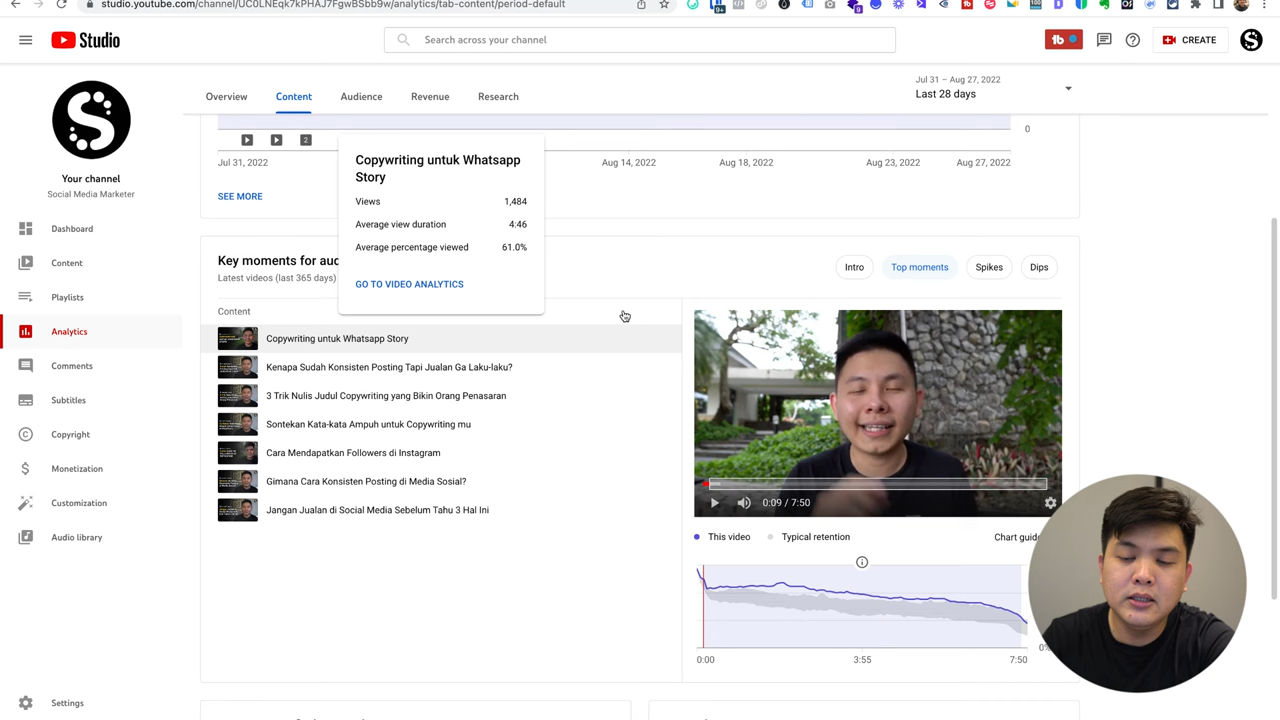 studio.youtube.com/channel/UC0LNEqk7kPHAJ7FgwBSbb9w/analytics/tab-content/period-default
Studio
Search across your channel
CREATE
Overview
Content
Audience
Revenue
Research
Jul 31 – Aug 27, 2022
Last 28 days
Your channel
Social Media Marketer
Dashboard
Content
Playlists
Analytics
Comments
Subtitles
Copyright
Monetization
Customization
Audio library
Settings
0
2
Jul 31, 2022
Aug 14, 2022
Aug 18, 2022
Aug 23, 2022
Aug 27, 2022
SEE MORE
Copywriting untuk Whatsapp
Story
Views 1,484
Average view duration 4:46
Average percentage viewed 61.0%
GO TO VIDEO ANALYTICS
Key moments for aud
Latest videos (last 365 days)
Intro
Top moments
Spikes
Dips
Content
Copywriting untuk Whatsapp Story
Kenapa Sudah Konsisten Posting Tapi Jualan Ga Laku-laku?
3 Trik Nulis Judul Copywriting yang Bikin Orang Penasaran
Sontekan Kata-kata Ampuh untuk Copywriting mu
Cara Mendapatkan Followers di Instagram
Gimana Cara Konsisten Posting di Media Sosial?
Jangan Jualan di Social Media Sebelum Tahu 3 Hal Ini
0:09 / 7:50
This video
Typical retention
Chart guid
0%
0:00
3:55
7:50